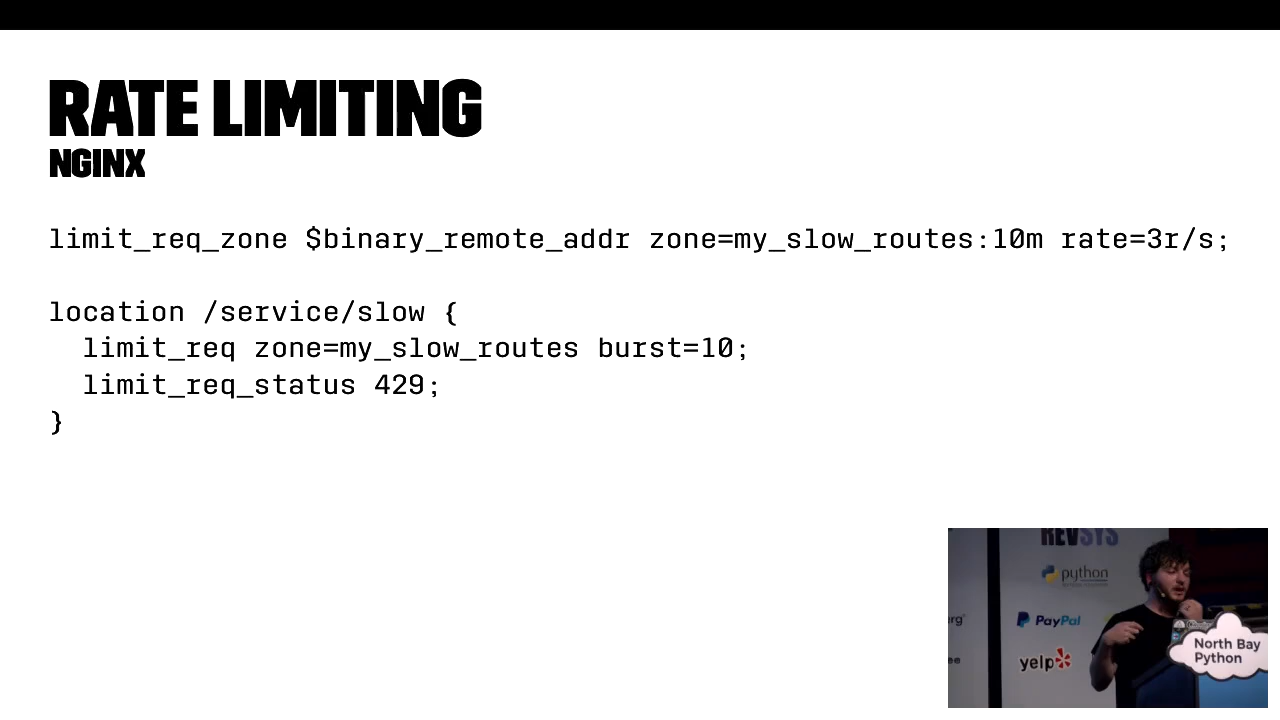 RATE LIMITING
NGINX
limit_req_zone $binary_remote_addr zone=my_slow_routes:10m rate=3r/s;
location /service/slow {
  limit_req zone=my_slow_routes burst=10;
  limit_req_status 429;
}
REVSYS
python
PayPal
yelp
North Bay
Python